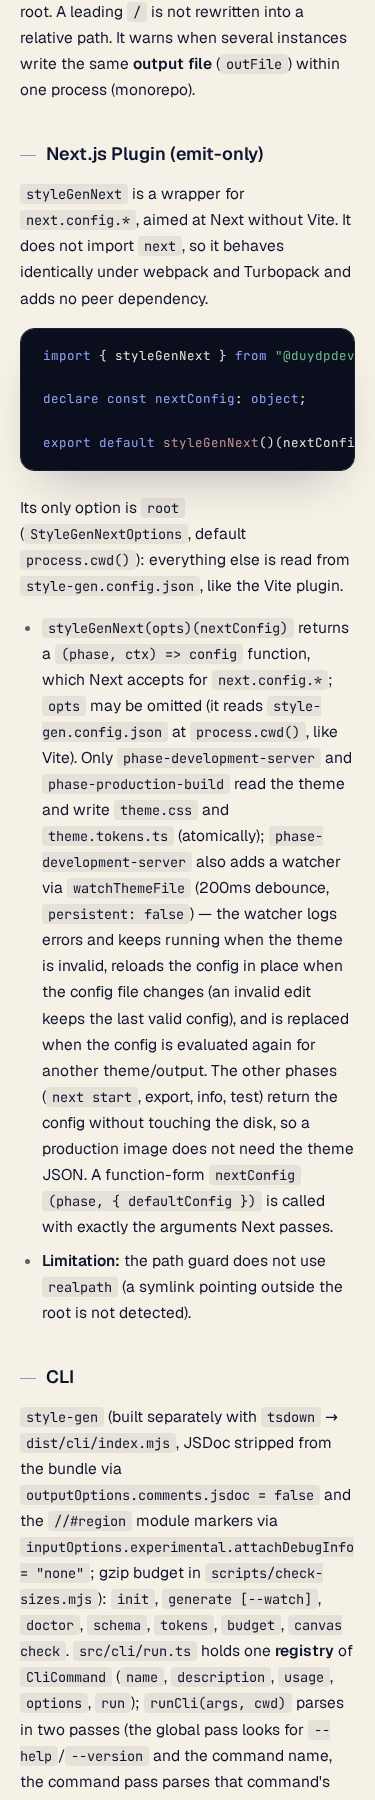 root. A leading / is not rewritten into a
relative path. It warns when several instances
write the same output file ( outFile ) within
one process (monorepo).
— Next.js Plugin (emit-only)
styleGenNext is a wrapper for
next.config.* , aimed at Next without Vite. It
does not import next , so it behaves
identically under webpack and Turbopack and
adds no peer dependency.
import { styleGenNext } from "@duydpdev
declare const nextConfig: object;
export default styleGenNext()(nextConfi
Its only option is root
( StyleGenNextOptions , default
process.cwd() ): everything else is read from
style-gen.config.json , like the Vite plugin.
• styleGenNext(opts)(nextConfig) returns
a (phase, ctx) => config function,
which Next accepts for next.config.* ;
opts may be omitted (it reads style-
gen.config.json at process.cwd() , like
Vite). Only phase-development-server and
phase-production-build read the theme
and write theme.css and
theme.tokens.ts (atomically); phase-
development-server also adds a watcher
via watchThemeFile (200ms debounce,
persistent: false ) — the watcher logs
errors and keeps running when the theme
is invalid, reloads the config in place when
the config file changes (an invalid edit
keeps the last valid config), and is replaced
when the config is evaluated again for
another theme/output. The other phases
( next start , export, info, test) return the
config without touching the disk, so a
production image does not need the theme
JSON. A function-form nextConfig
(phase, { defaultConfig }) is called
with exactly the arguments Next passes.
• Limitation: the path guard does not use
realpath (a symlink pointing outside the
root is not detected).
— CLI
style-gen (built separately with tsdown →
dist/cli/index.mjs , JSDoc stripped from
the bundle via
outputOptions.comments.jsdoc = false and
the //#region module markers via
inputOptions.experimental.attachDebugInfo
= "none" ; gzip budget in scripts/check-
sizes.mjs ): init , generate [--watch] ,
doctor , schema , tokens , budget , canvas
check . src/cli/run.ts holds one registry of
CliCommand ( name , description , usage ,
options , run ); runCli(args, cwd) parses
in two passes (the global pass looks for --
help / --version and the command name,
the command pass parses that command's